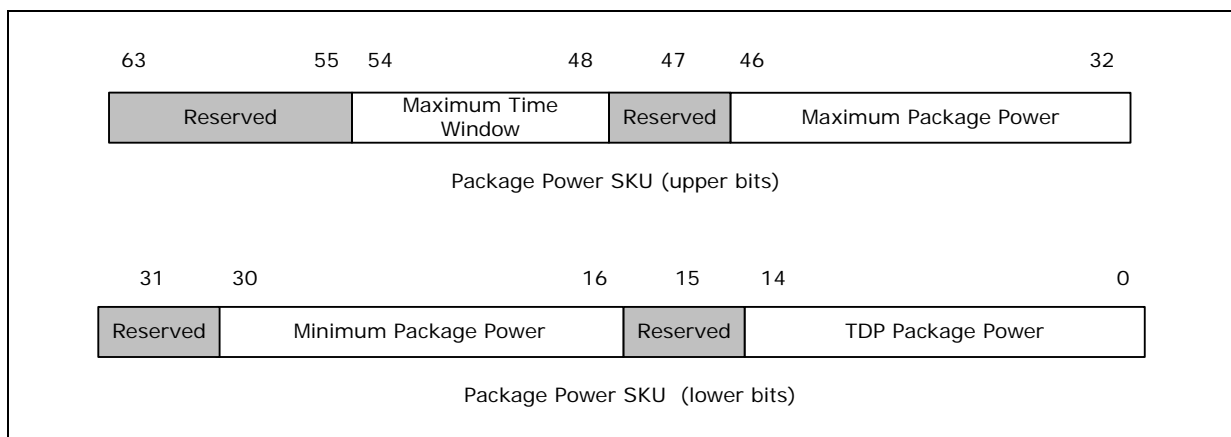 63 55 54 48 47 46 32
Reserved Maximum Time Window Reserved Maximum Package Power
Package Power SKU (upper bits)
31 30 16 15 14 0
Reserved Minimum Package Power Reserved TDP Package Power
Package Power SKU (lower bits)